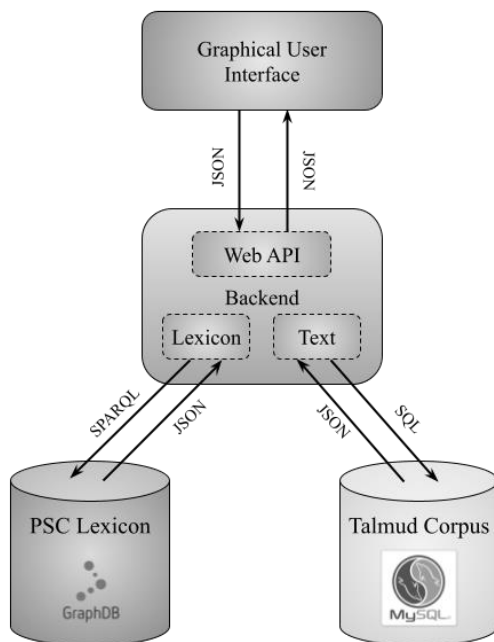 Graphical User
Interface
JSON
JSON
Web API
Backend
Lexicon
Text
SPARQL
JSON
JSON
SQL
PSC Lexicon
GraphDB
Talmud Corpus
MySQL